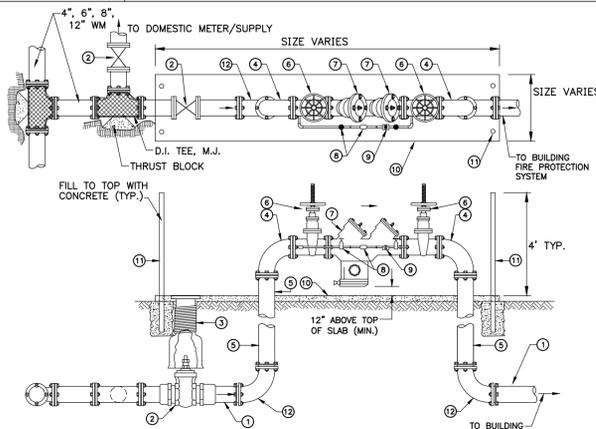 4", 6", 8",
12" WM
TO DOMESTIC METER/SUPPLY
SIZE VARIES
2
2
12
4
6
7
7
6
4
SIZE VARIES
D.I. TEE, M.J.
THRUST BLOCK
8
9
10
11
TO BUILDING
FIRE PROTECTION
SYSTEM
FILL TO TOP WITH
CONCRETE (TYP.)
6
7
6
4
4
4' TYP.
11
11
10
5
8
9
3
12" ABOVE TOP
OF SLAB (MIN.)
5
5
1
2
1
12
12
TO BUILDING